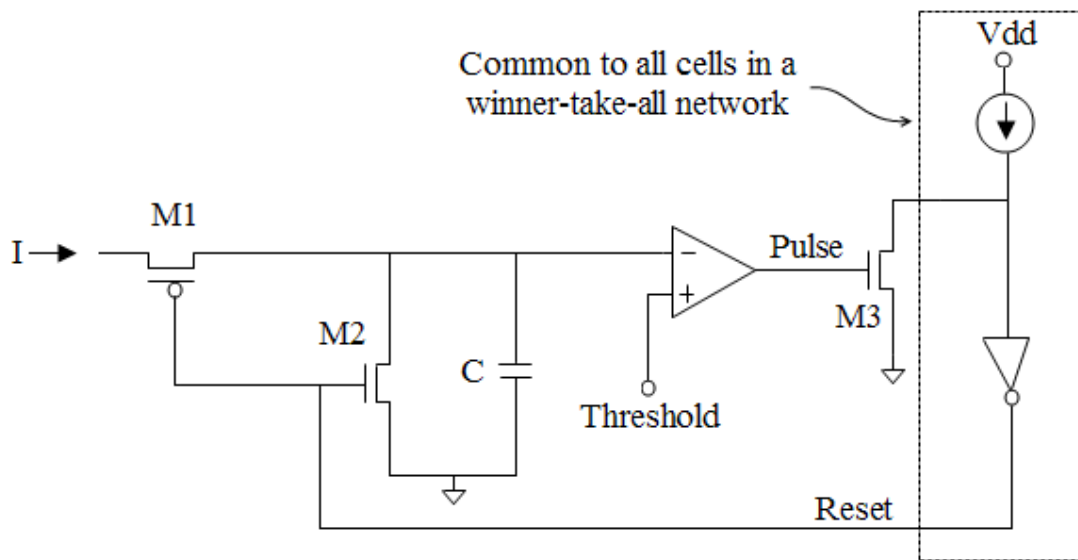 Vdd
Common to all cells in a
winner-take-all network
M1
I
−
Pulse
+
M3
M2
C
Threshold
Reset